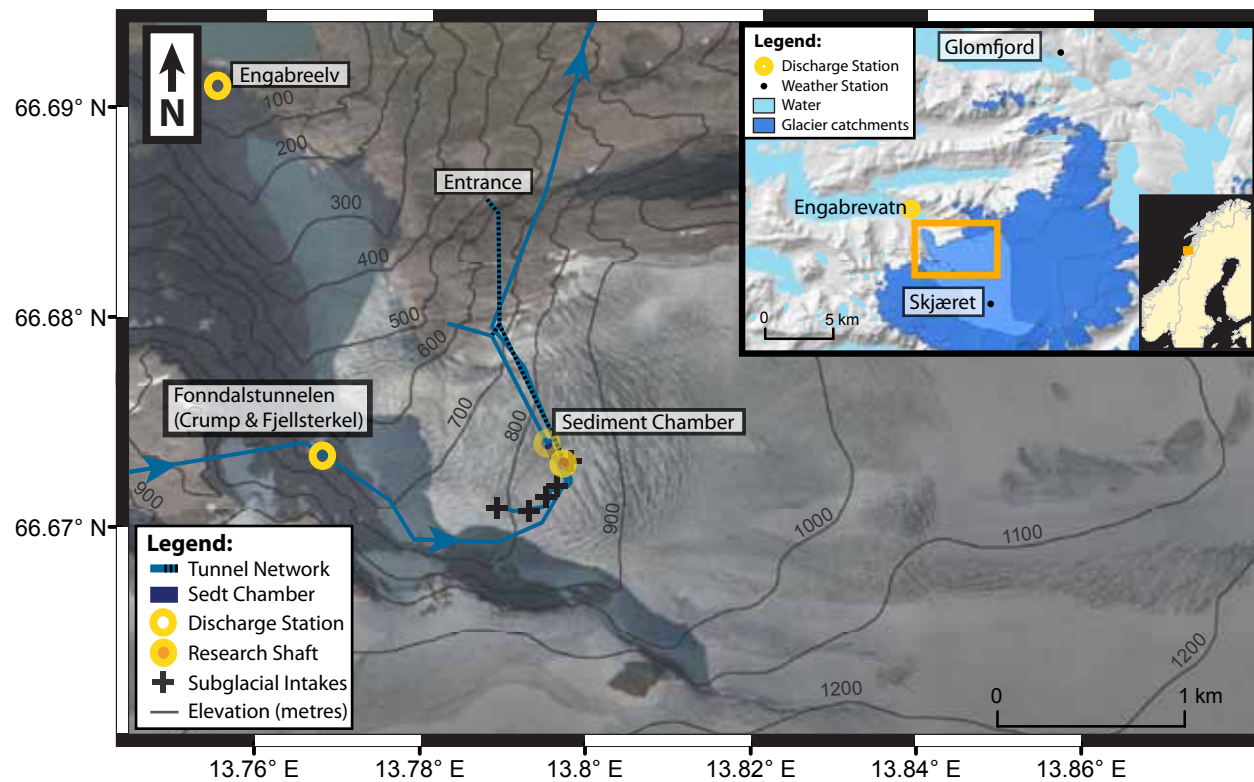 Engabreelv
N
Entrance
Fonndalstunnelen
(Crump & Fjellsterkel)
Sediment Chamber
100
200
300
400
500
600
700
800
900
900
1000
1100
1200
1200
Legend:
Tunnel Network
Sedt Chamber
Discharge Station
Research Shaft
Subglacial Intakes
Elevation (metres)
0 1 km
66.69° N
66.68° N
66.67° N
13.76° E 13.78° E 13.8° E 13.82° E 13.84° E 13.86° E
Legend:
Discharge Station
Weather Station
Water
Glacier catchments
Glomfjord
Engabrevatn
Skjæret
0 5 km